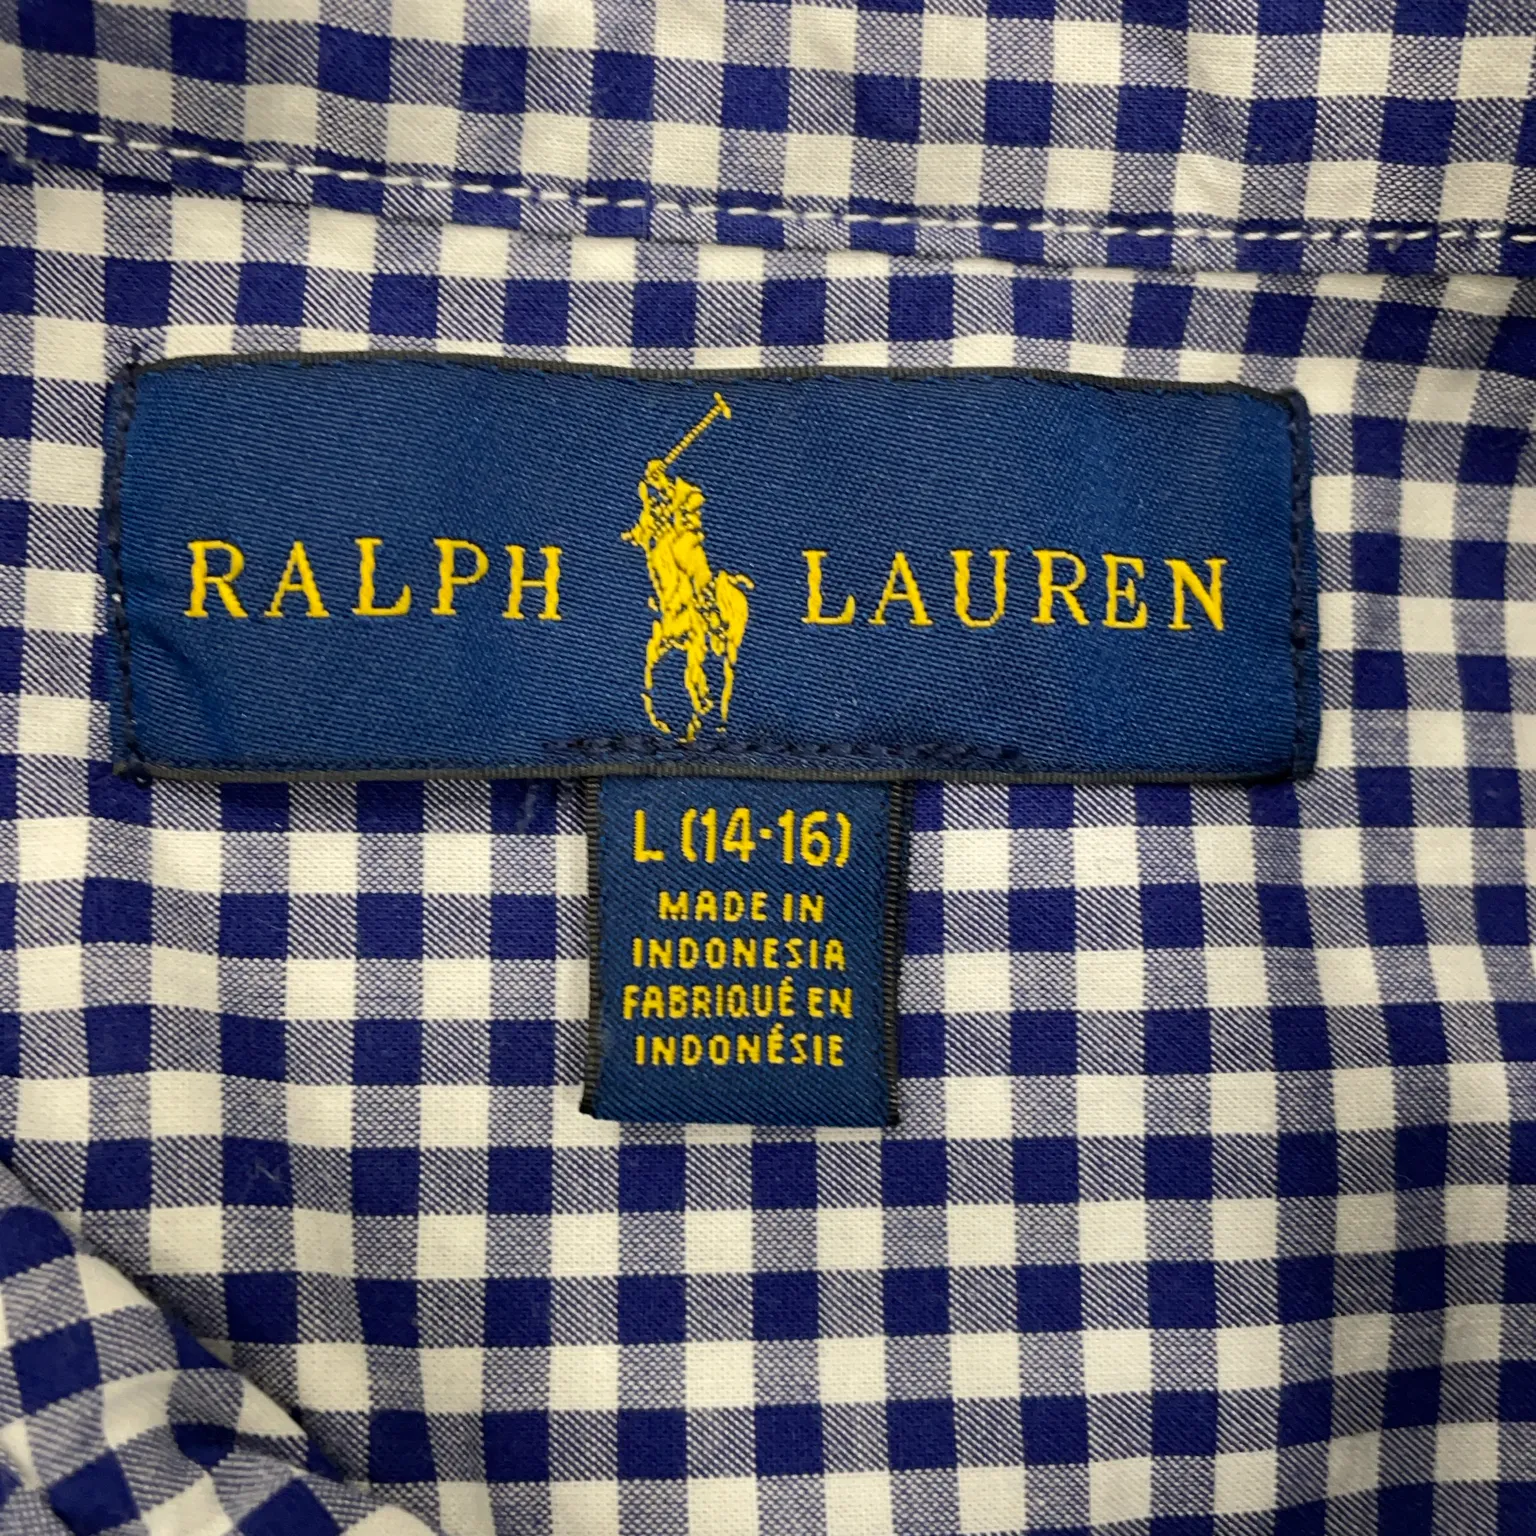 RALPH LAUREN
L (14-16)
MADE IN
INDONESIA
FABRIQUÉ EN
INDONÉSIE